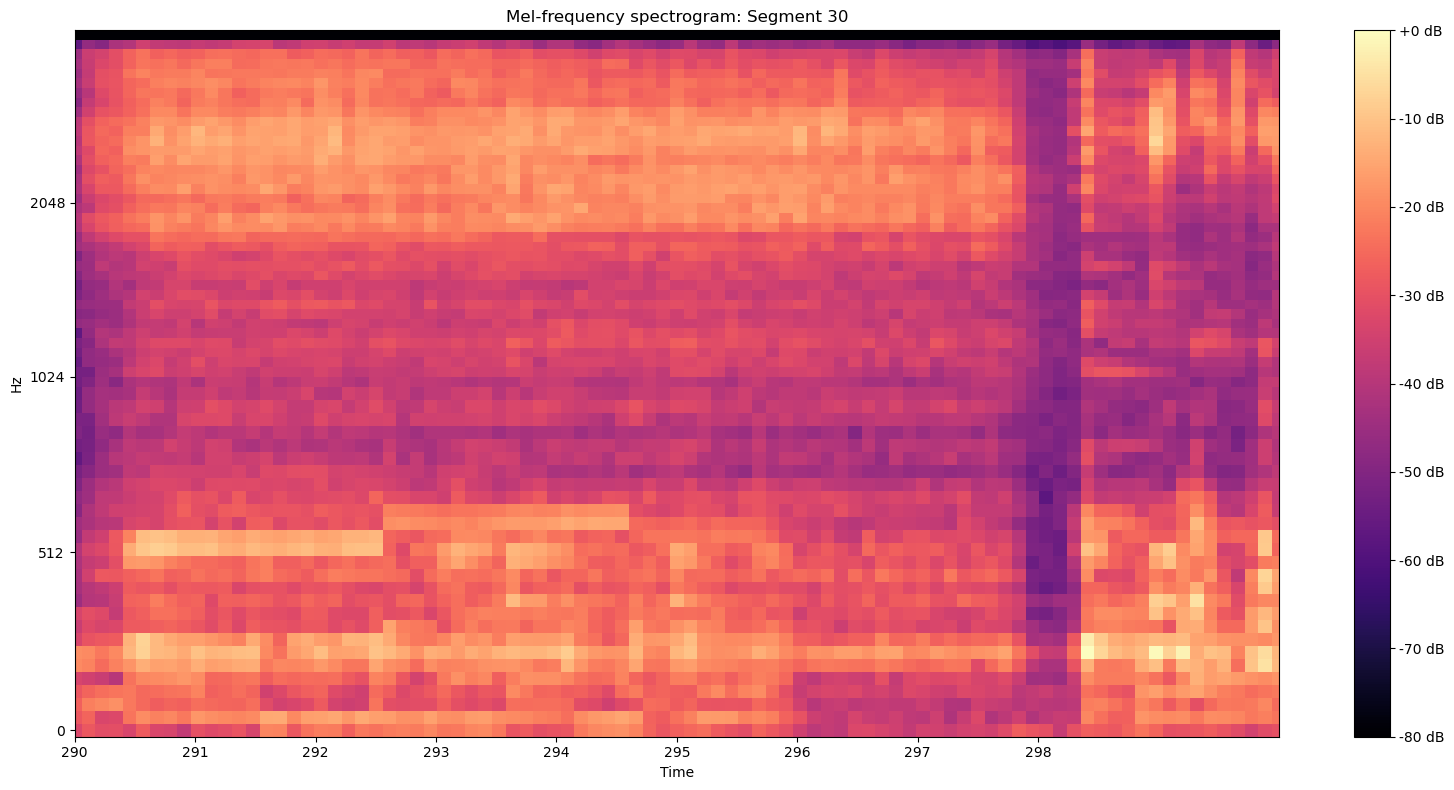 Mel-frequency spectrogram: Segment 30
+0 dB
-10 dB
-20 dB
-30 dB
-40 dB
-50 dB
-60 dB
-70 dB
-80 dB
Hz
2048
1024
512
0
290 291 292 293 294 295 296 297 298
Time